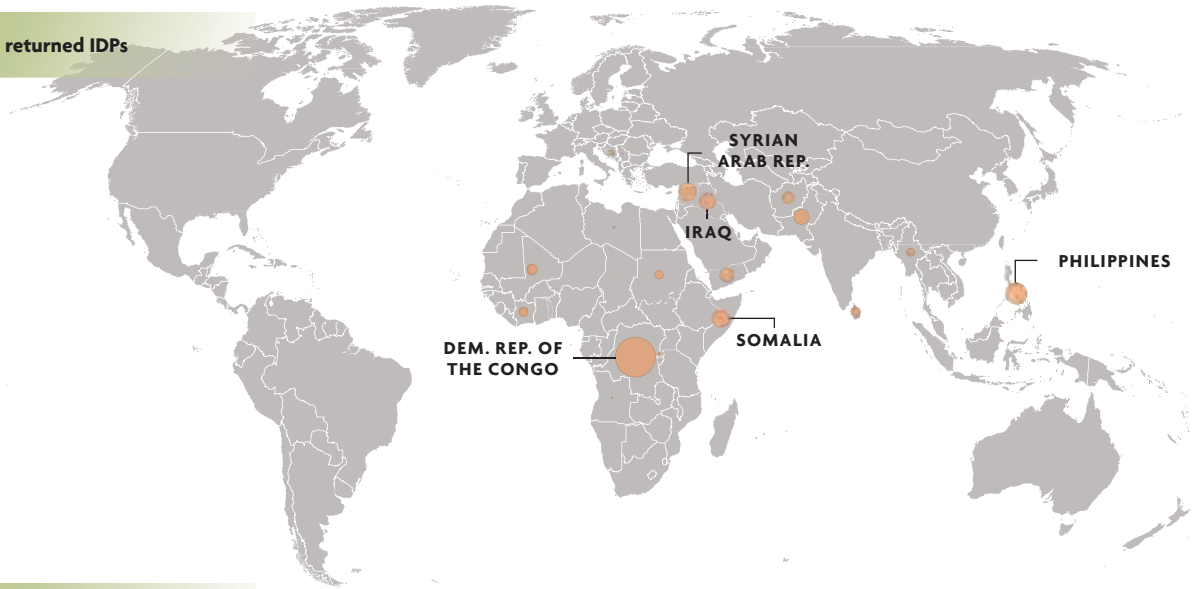 returned IDPs
SYRIAN
ARAB REP.
IRAQ
PHILIPPINES
SOMALIA
DEM. REP. OF
THE CONGO